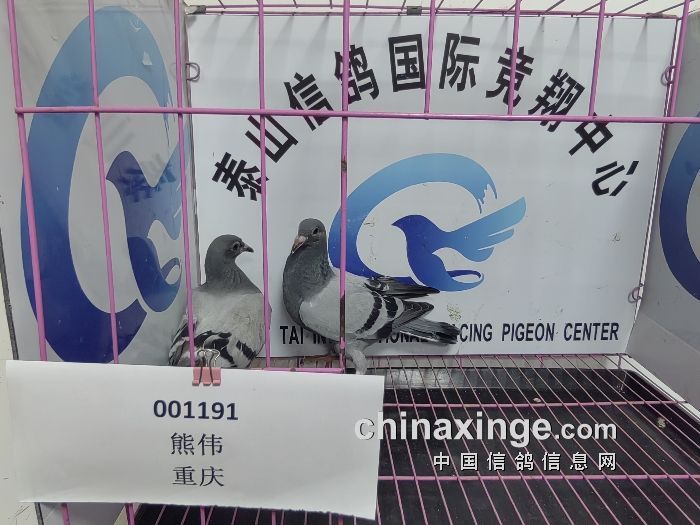 泰山信鸽国际竞翔中心
TAI CING PIGEON CENTER
001191
熊伟
重庆
chinaxinge.com
中国信鸽信息网